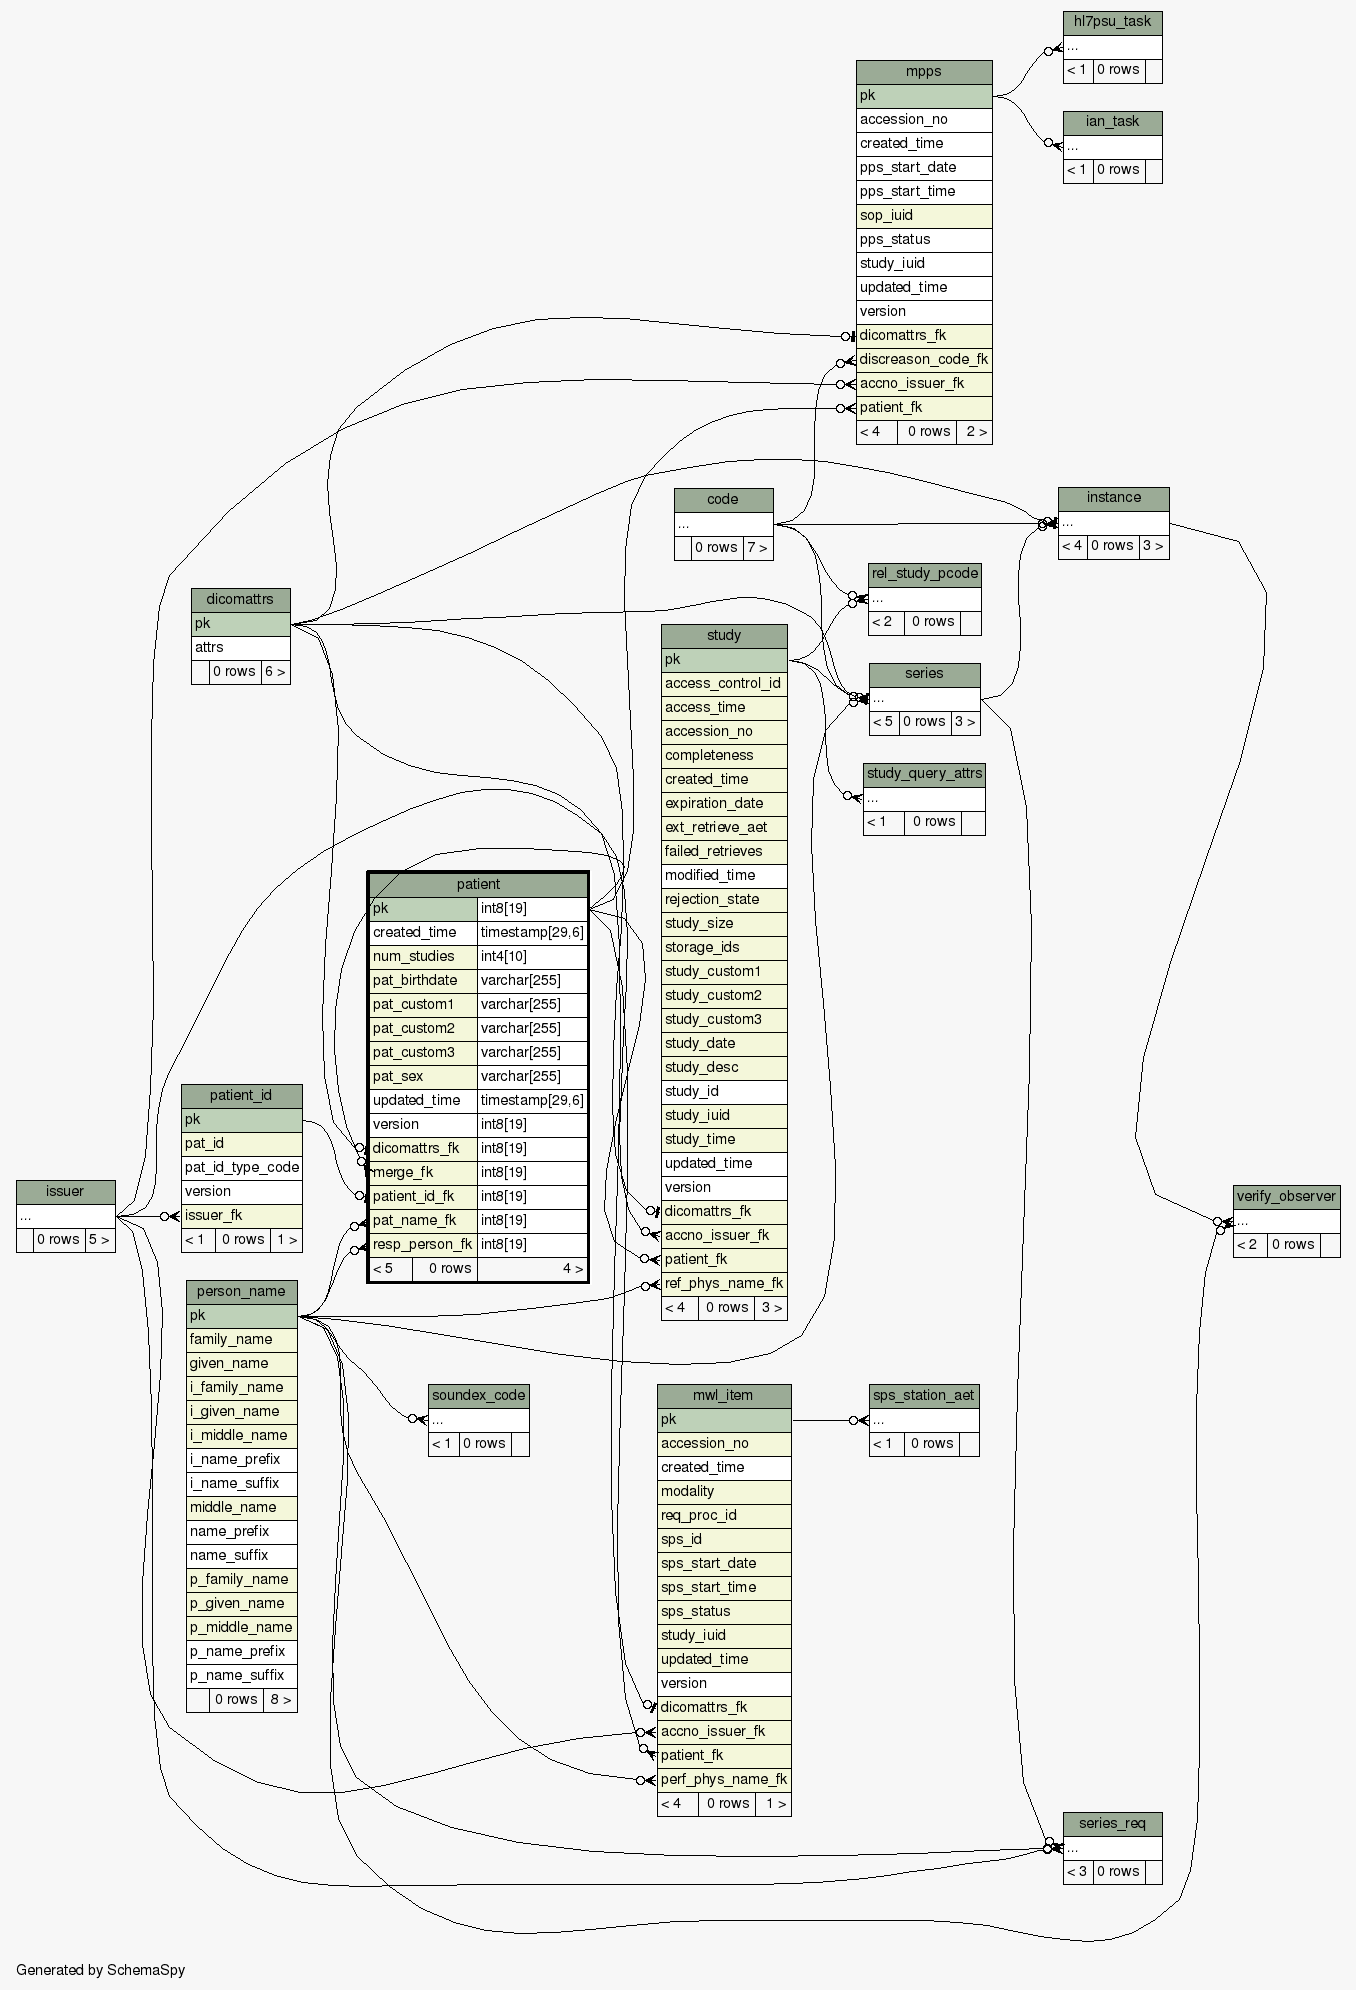 hl7psu_task
...
< 1 0 rows
mpps
pk
accession_no
created_time
pps_start_date
pps_start_time
sop_iuid
pps_status
study_iuid
updated_time
version
dicomattrs_fk
discreason_code_fk
accno_issuer_fk
patient_fk
< 4 0 rows 2 >
ian_task
...
< 1 0 rows
code
...
0 rows 7 >
instance
...
< 4 0 rows 3 >
rel_study_pcode
...
< 2 0 rows
dicomattrs
pk
attrs
0 rows 6 >
study
pk
access_control_id
access_time
accession_no
completeness
created_time
expiration_date
ext_retrieve_aet
failed_retrieves
modified_time
rejection_state
study_size
storage_ids
study_custom1
study_custom2
study_custom3
study_date
study_desc
study_id
study_iuid
study_time
updated_time
version
dicomattrs_fk
accno_issuer_fk
patient_fk
ref_phys_name_fk
< 4 0 rows 3 >
series
...
< 5 0 rows 3 >
study_query_attrs
...
< 1 0 rows
patient
pk int8[19]
created_time timestamp[29,6]
num_studies int4[10]
pat_birthdate varchar[255]
pat_custom1 varchar[255]
pat_custom2 varchar[255]
pat_custom3 varchar[255]
pat_sex varchar[255]
updated_time timestamp[29,6]
version int8[19]
dicomattrs_fk int8[19]
merge_fk int8[19]
patient_id_fk int8[19]
pat_name_fk int8[19]
resp_person_fk int8[19]
< 5 0 rows 4 >
patient_id
pk
pat_id
pat_id_type_code
version
issuer_fk
< 1 0 rows 1 >
issuer
...
0 rows 5 >
verify_observer
...
< 2 0 rows
person_name
pk
family_name
given_name
i_family_name
i_given_name
i_middle_name
i_name_prefix
i_name_suffix
middle_name
name_prefix
name_suffix
p_family_name
p_given_name
p_middle_name
p_name_prefix
p_name_suffix
0 rows 8 >
soundex_code
...
< 1 0 rows
mwl_item
pk
accession_no
created_time
modality
req_proc_id
sps_id
sps_start_date
sps_start_time
sps_status
study_iuid
updated_time
version
dicomattrs_fk
accno_issuer_fk
patient_fk
perf_phys_name_fk
< 4 0 rows 1 >
sps_station_aet
...
< 1 0 rows
series_req
...
< 3 0 rows
Generated by SchemaSpy